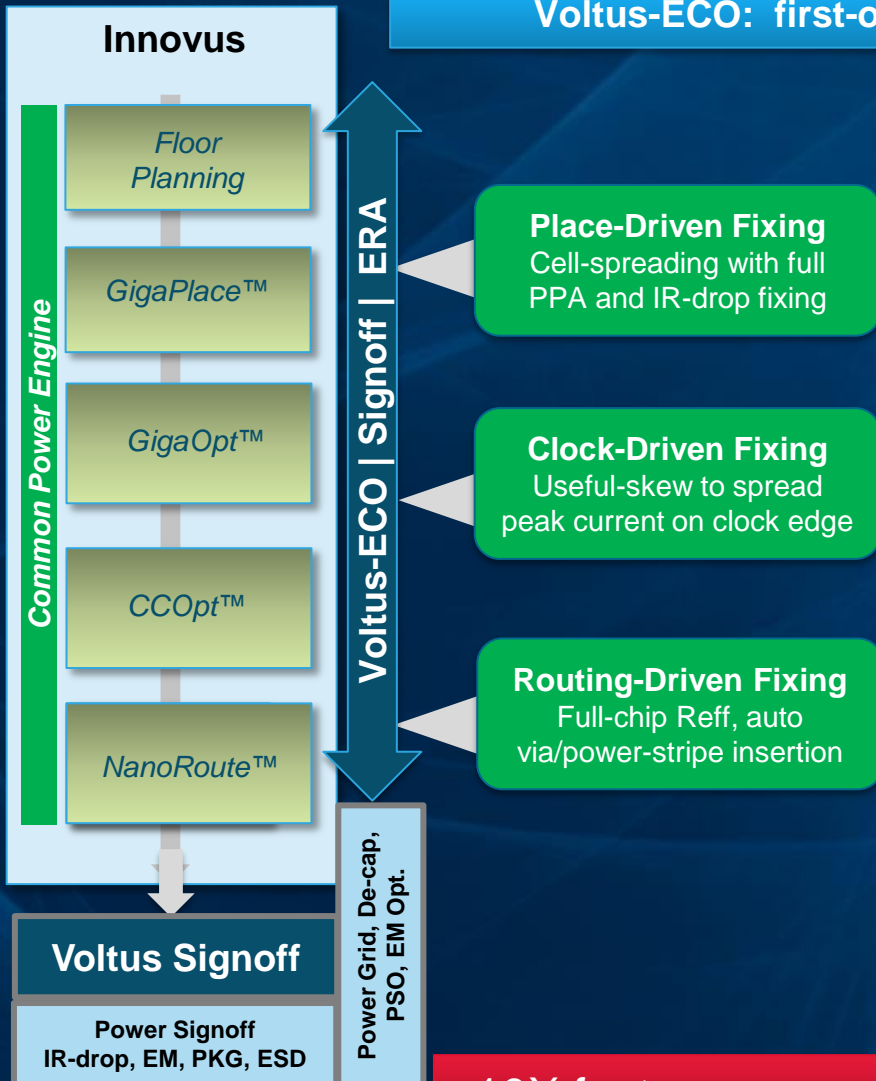 Voltus-ECO: first-o
Innovus
Floor
Planning
GigaPlace™
GigaOpt™
CCOpt™
NanoRoute™
Common Power Engine
Voltus-ECO | Signoff | ERA
Place-Driven Fixing
Cell-spreading with full
PPA and IR-drop fixing
Clock-Driven Fixing
Useful-skew to spread
peak current on clock edge
Routing-Driven Fixing
Full-chip Reff, auto
via/power-stripe insertion
Power Grid, De-cap,
PSO, EM Opt.
Voltus Signoff
Power Signoff
IR-drop, EM, PKG, ESD